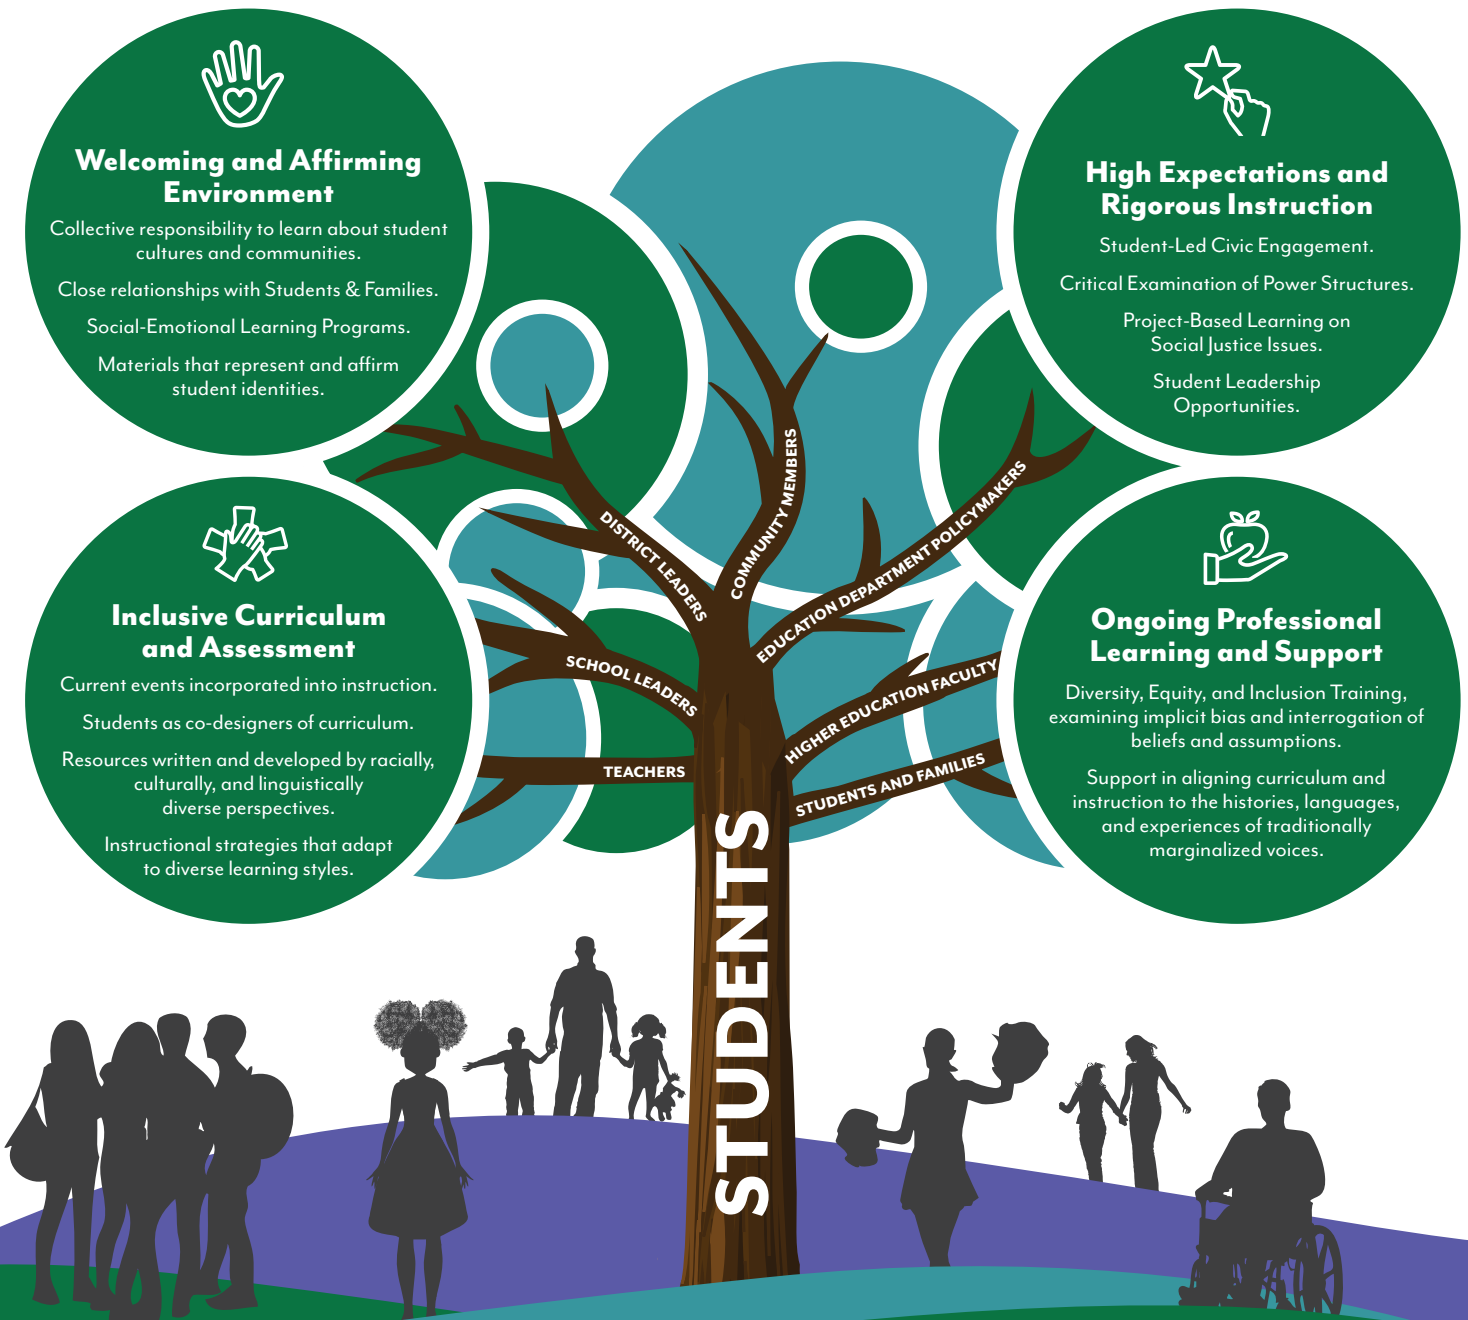 Welcoming and Affirming
Environment
Collective responsibility to learn about student
cultures and communities.
Close relationships with Students & Families.
Social-Emotional Learning Programs.
Materials that represent and affirm
student identities.
High Expectations and
Rigorous Instruction
Student-Led Civic Engagement.
Critical Examination of Power Structures.
Project-Based Learning on
Social Justice Issues.
Student Leadership
Opportunities.
Inclusive Curriculum
and Assessment
Current events incorporated into instruction.
Students as co-designers of curriculum.
Resources written and developed by racially,
culturally, and linguistically
diverse perspectives.
Instructional strategies that adapt
to diverse learning styles.
Ongoing Professional
Learning and Support
Diversity, Equity, and Inclusion Training,
examining implicit bias and interrogation of
beliefs and assumptions.
Support in aligning curriculum and
instruction to the histories, languages,
and experiences of traditionally
marginalized voices.
DISTRICT LEADERS
COMMUNITY MEMBERS
EDUCATION DEPARTMENT POLICYMAKERS
SCHOOL LEADERS
HIGHER EDUCATION FACULTY
TEACHERS
STUDENTS AND FAMILIES
STUDENTS